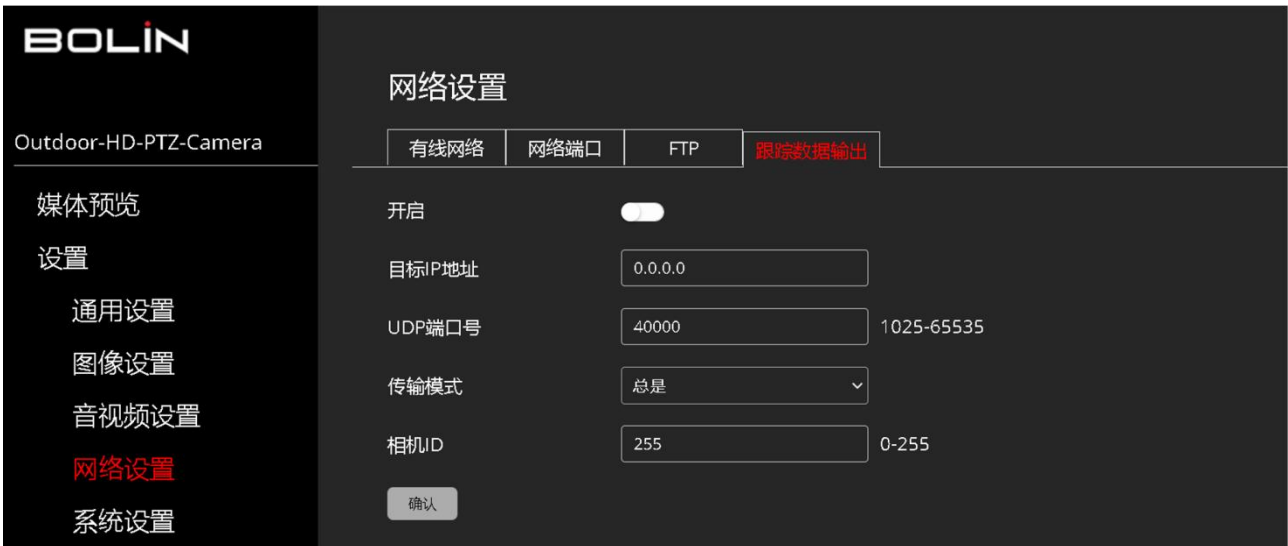 BOLIN
Outdoor-HD-PTZ-Camera
媒体预览
设置
通用设置
图像设置
音视频设置
网络设置
系统设置
网络设置
有线网络 网络端口 FTP 跟踪数据输出
开启
目标IP地址 0.0.0.0
UDP端口号 40000 1025-65535
传输模式 总是
相机ID 255 0-255
确认